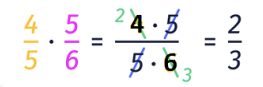 4/5 · 5/6 = 2 4 · 5 / 5 · 6 3 = 2/3